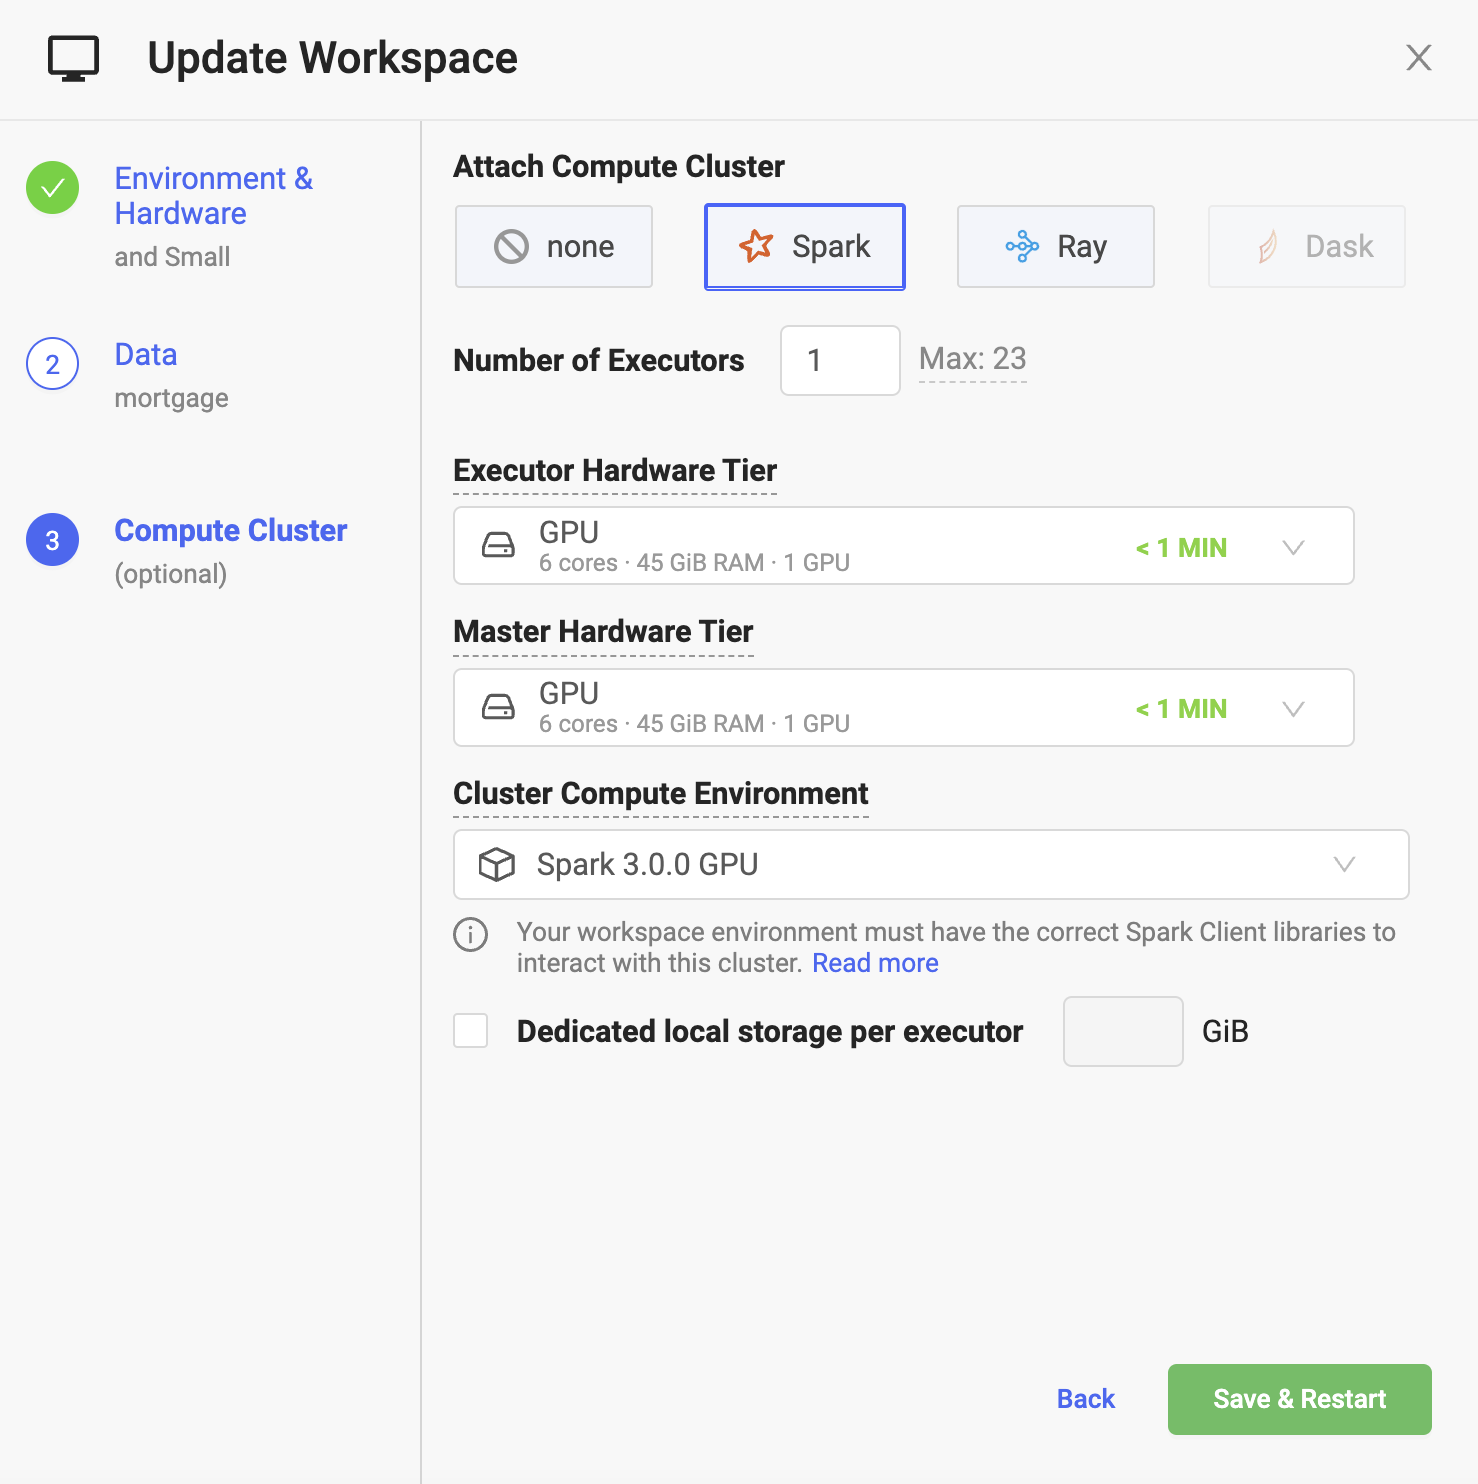 Update Workspace
Environment &
Hardware
and Small
2
Data
mortgage
3
Compute Cluster
(optional)
Attach Compute Cluster
none
Spark
Ray
Dask
Number of Executors
1
Max: 23
Executor Hardware Tier
GPU
6 cores · 45 GiB RAM · 1 GPU
< 1 MIN
Master Hardware Tier
GPU
6 cores · 45 GiB RAM · 1 GPU
< 1 MIN
Cluster Compute Environment
Spark 3.0.0 GPU
Your workspace environment must have the correct Spark Client libraries to
interact with this cluster. Read more
Dedicated local storage per executor
GiB
Back
Save & Restart